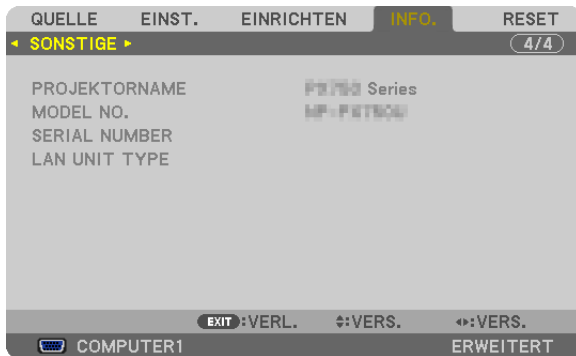 QUELLE EINST. EINRICHTEN INFO. RESET
SONSTIGE 4/4
PROJEKTORNAME Series
MODEL NO.
SERIAL NUMBER
LAN UNIT TYPE
EXIT :VERL. :VERS. :VERS.
COMPUTER1 ERWEITERT